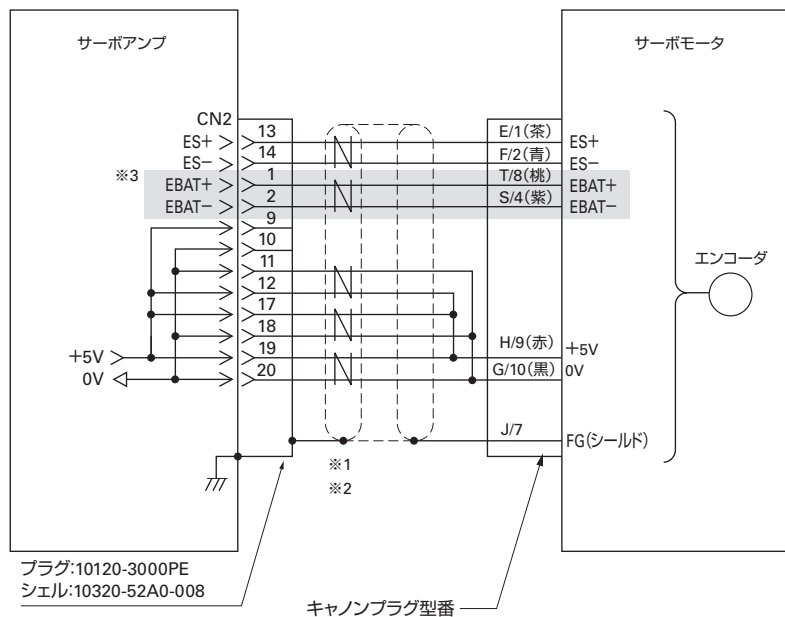 サーボアンプ
サーボモータ
CN2
ES+ 13 E/1(茶) ES+
ES− 14 F/2(青) ES−
※3
EBAT+ 1 T/8(桃) EBAT+
EBAT− 2 S/4(紫) EBAT−
9
10
11
12
17
18
+5V 19 H/9(赤) +5V
0V 20 G/10(黒) 0V
エンコーダ
J/7 FG(シールド)
※1
※2
プラグ:10120-3000PE
シェル:10320-52A0-008
キャノンプラグ型番